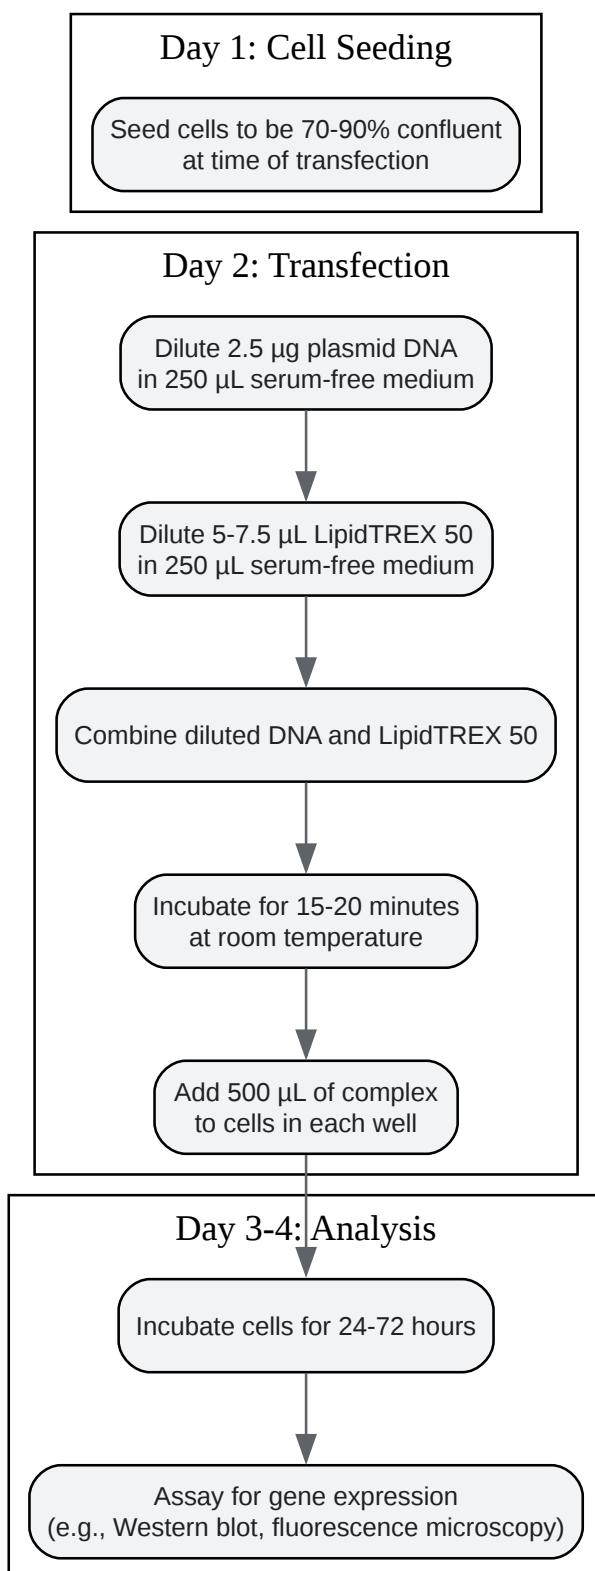 Day 1: Cell Seeding
Seed cells to be 70-90% confluent
at time of transfection
Day 2: Transfection
Dilute 2.5 µg plasmid DNA
in 250 µL serum-free medium
Dilute 5-7.5 µL LipidTREX 50
in 250 µL serum-free medium
Combine diluted DNA and LipidTREX 50
Incubate for 15-20 minutes
at room temperature
Add 500 µL of complex
to cells in each well
Day 3-4: Analysis
Incubate cells for 24-72 hours
Assay for gene expression
(e.g., Western blot, fluorescence microscopy)